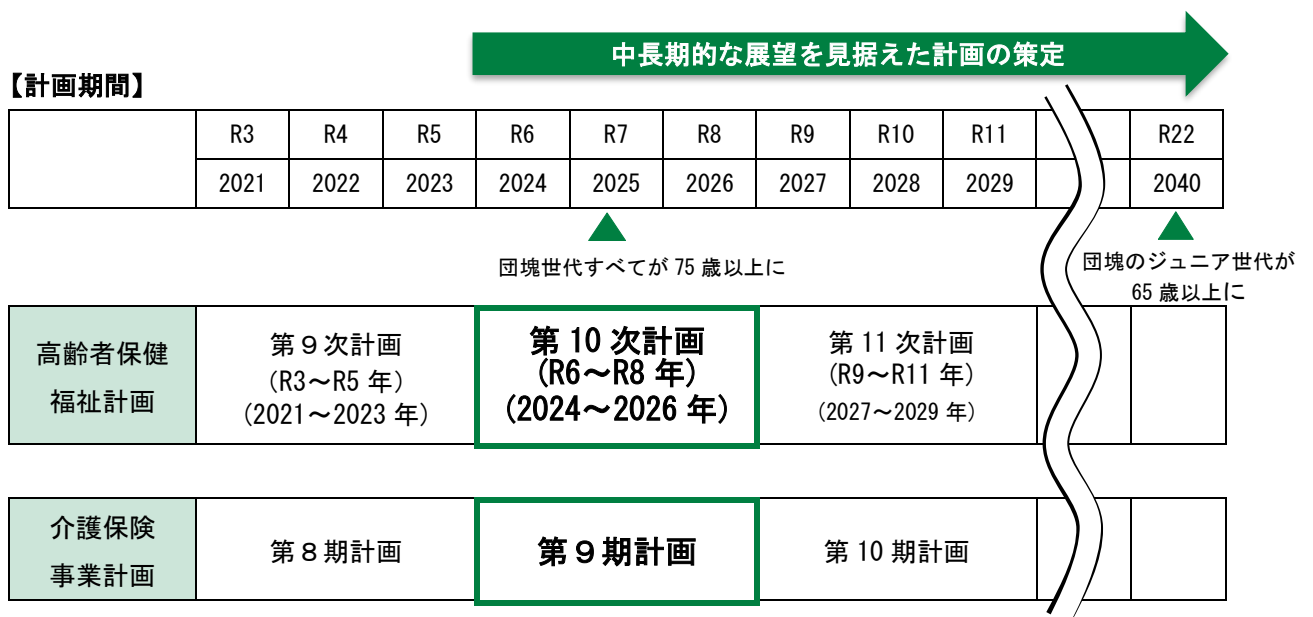 中長期的な展望を見据えた計画の策定
【計画期間】
R3 R4 R5 R6 R7 R8 R9 R10 R11 R22
2021 2022 2023 2024 2025 2026 2027 2028 2029 2040
団塊世代すべてが 75 歳以上に
団塊のジュニア世代が
65 歳以上に
高齢者保健
福祉計画
第９次計画
（R3～R5 年）
（2021～2023 年）
第 10 次計画
（R6～R8 年）
（2024～2026 年）
第 11 次計画
（R9～R11 年）
（2027～2029 年）
介護保険
事業計画
第８期計画
第９期計画
第 10 期計画